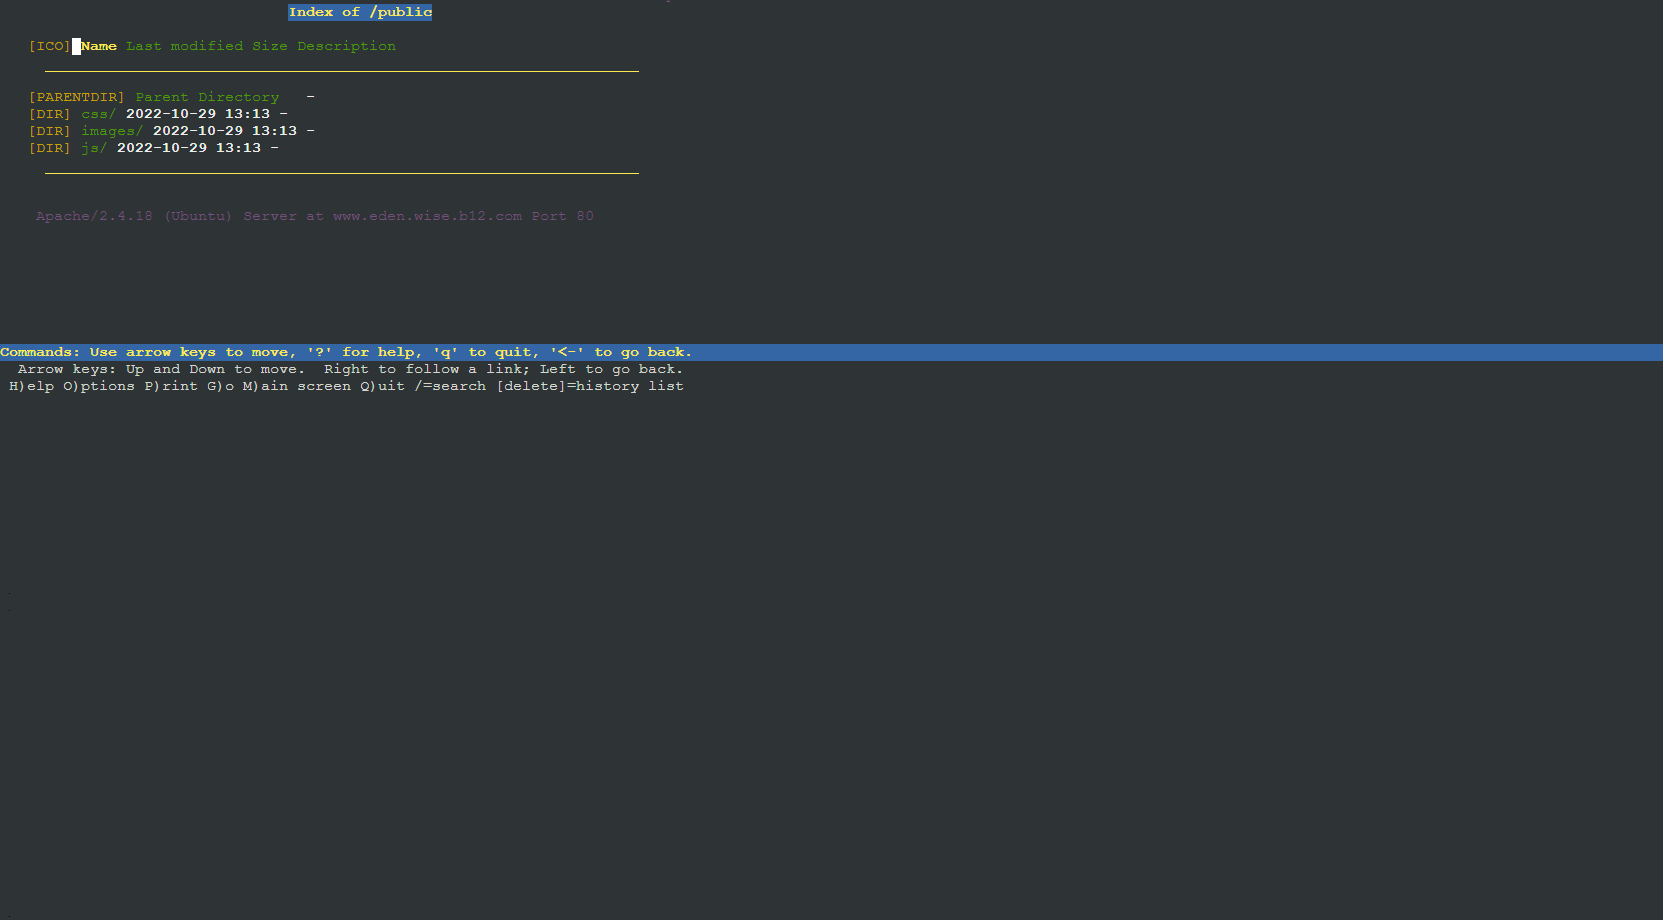 Index of /public
[ICO] Name Last modified Size Description
[PARENTDIR] Parent Directory -
[DIR] css/ 2022-10-29 13:13 -
[DIR] images/ 2022-10-29 13:13 -
[DIR] js/ 2022-10-29 13:13 -
Apache/2.4.18 (Ubuntu) Server at www.eden.wise.b12.com Port 80
Commands: Use arrow keys to move, '?' for help, 'q' to quit, '<-' to go back.
Arrow keys: Up and Down to move. Right to follow a link; Left to go back.
H)elp O)ptions P)rint G)o M)ain screen Q)uit /=search [delete]=history list